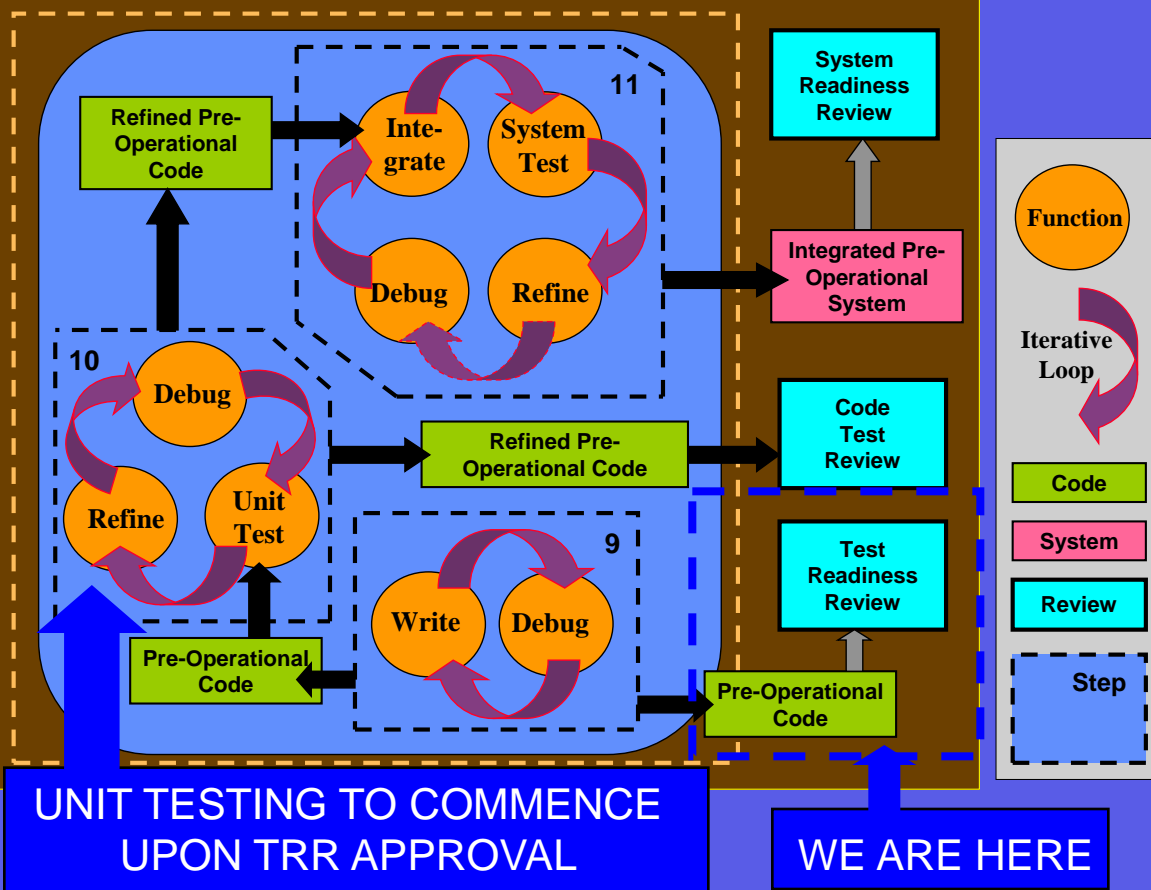 11
System
Readiness
Review
Refined Pre-
Operational
Code
Inte-
grate
System
Test
Function
Debug
Refine
Integrated Pre-
Operational
System
Iterative
Loop
10
Debug
Refined Pre-
Operational Code
Code
Test
Review
Code
Refine
Unit
Test
9
Test
Readiness
Review
System
Write
Debug
Review
Pre-Operational
Code
Pre-Operational
Code
Step
UNIT TESTING TO COMMENCE
UPON TRR APPROVAL
WE ARE HERE